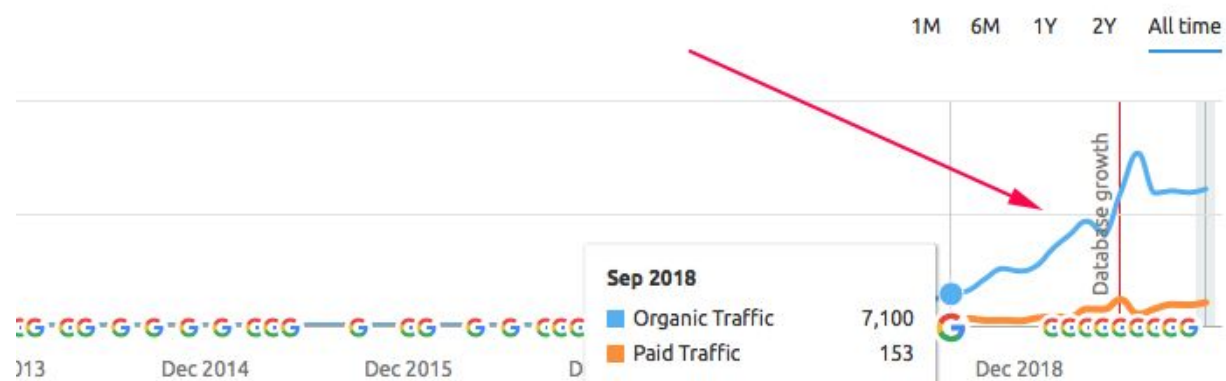 1M 6M 1Y 2Y All time
Database growth
Sep 2018
Organic Traffic 7,100
Paid Traffic 153
013 Dec 2014 Dec 2015 D Dec 2018